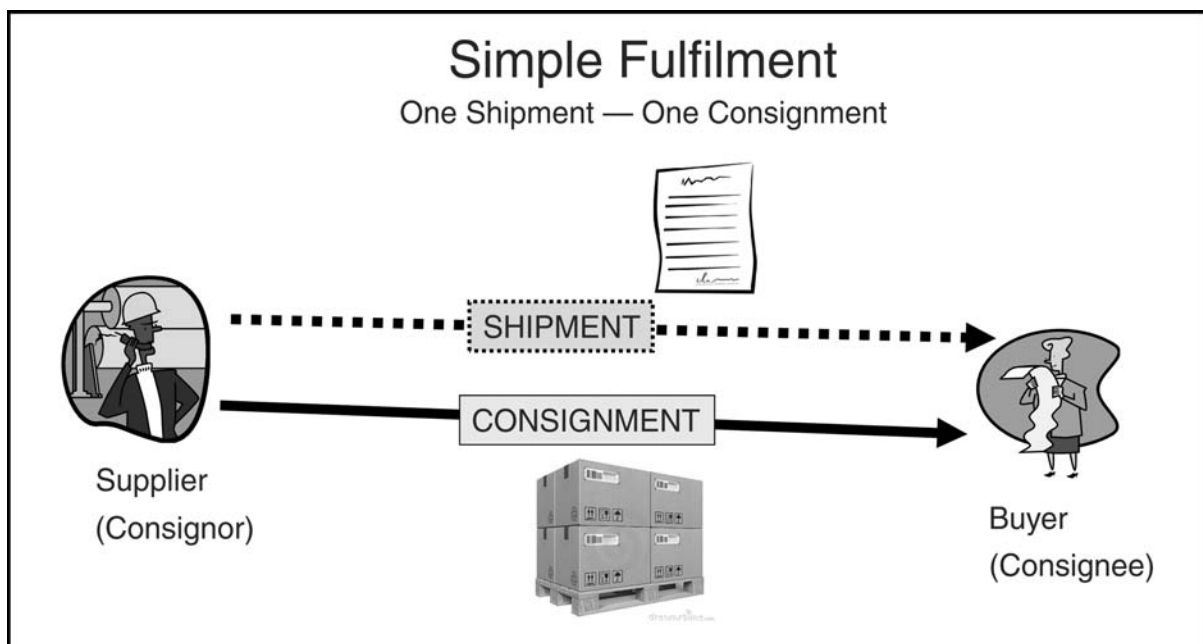 Simple Fulfilment
One Shipment — One Consignment
SHIPMENT
CONSIGNMENT
Supplier
(Consignor)
Buyer
(Consignee)